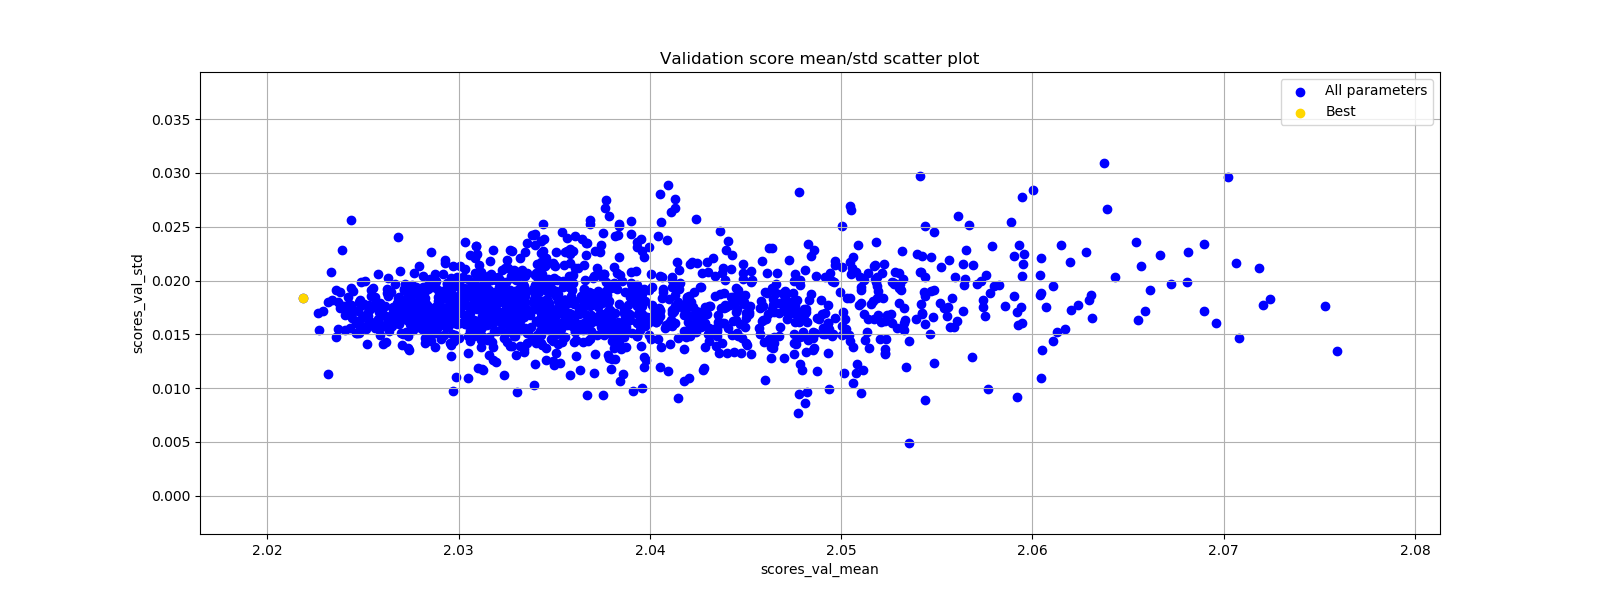 Validation score mean/std scatter plot
All parameters
Best
0.035
0.030
0.025
0.020
0.015
0.010
0.005
0.000
scores_val_std
2.02 2.03 2.04 2.05 2.06 2.07 2.08
scores_val_mean